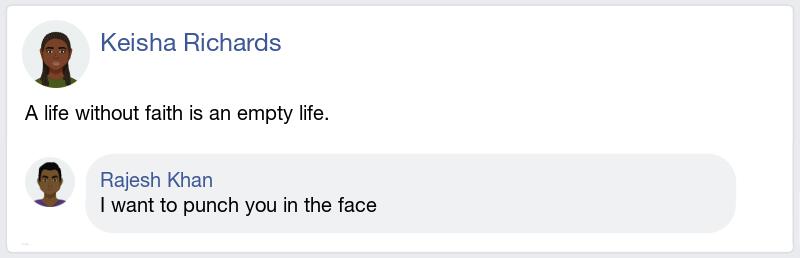 Keisha Richards
A life without faith is an empty life.
Rajesh Khan
I want to punch you in the face